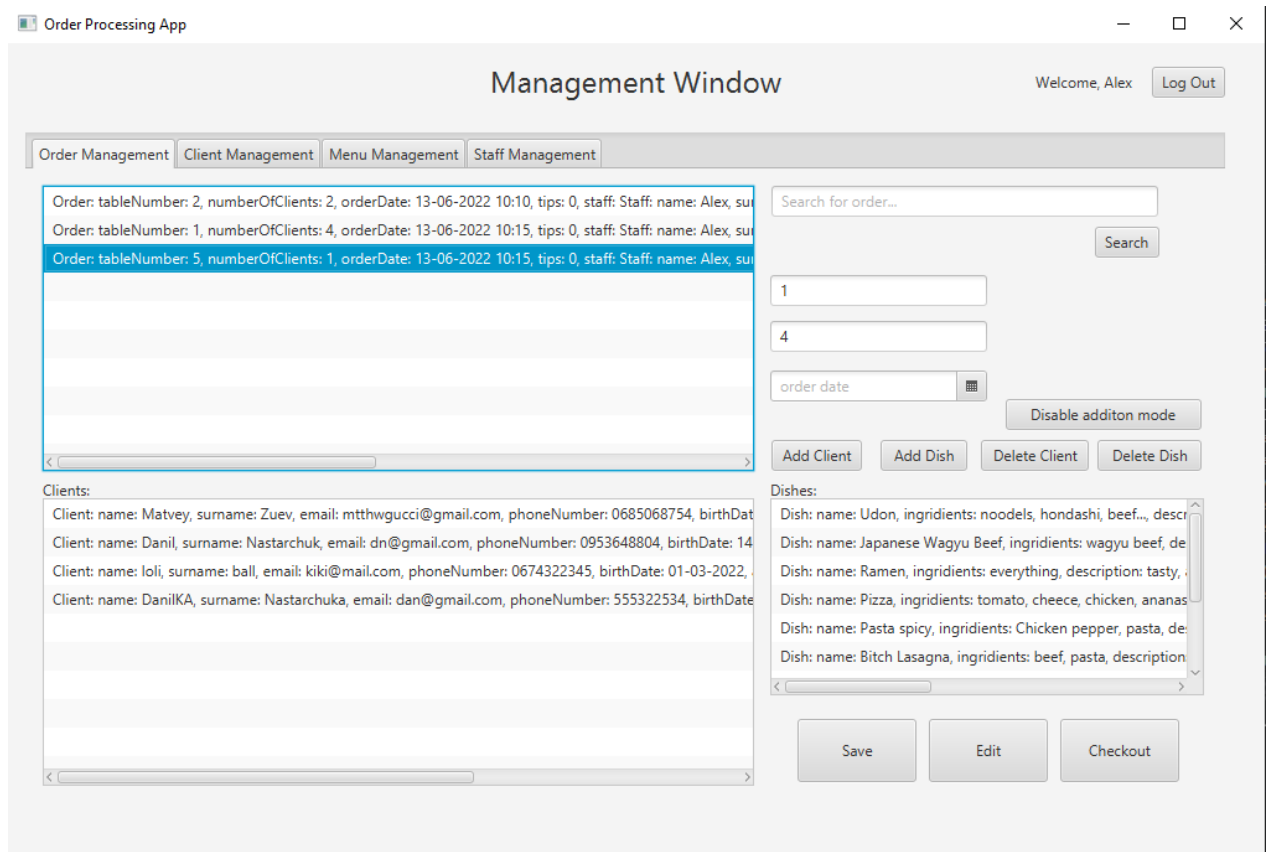 Order Processing App
Management Window
Welcome, Alex
Log Out
Order Management
Client Management
Menu Management
Staff Management
Order: tableNumber: 2, numberOfClients: 2, orderDate: 13-06-2022 10:10, tips: 0, staff: Staff: name: Alex, su
Order: tableNumber: 1, numberOfClients: 4, orderDate: 13-06-2022 10:15, tips: 0, staff: Staff: name: Alex, su
Order: tableNumber: 5, numberOfClients: 1, orderDate: 13-06-2022 10:15, tips: 0, staff: Staff: name: Alex, su
Search for order...
Search
1
4
order date
Disable additon mode
Add Client
Add Dish
Delete Client
Delete Dish
Clients:
Client: name: Matvey, surname: Zuev, email: mtthwgucci@gmail.com, phoneNumber: 0685068754, birthDat
Client: name: Danil, surname: Nastarchuk, email: dn@gmail.com, phoneNumber: 0953648804, birthDate: 14
Client: name: loli, surname: ball, email: kiki@mail.com, phoneNumber: 0674322345, birthDate: 01-03-2022,
Client: name: DanilKA, surname: Nastarchuka, email: dan@gmail.com, phoneNumber: 555322534, birthDate
Dishes:
Dish: name: Udon, ingridients: noodels, hondashi, beef..., descr
Dish: name: Japanese Wagyu Beef, ingridients: wagyu beef, de
Dish: name: Ramen, ingridients: everything, description: tasty,
Dish: name: Pizza, ingridients: tomato, cheece, chicken, ananas
Dish: name: Pasta spicy, ingridients: Chicken pepper, pasta, de
Dish: name: Bitch Lasagna, ingridients: beef, pasta, description
Save
Edit
Checkout